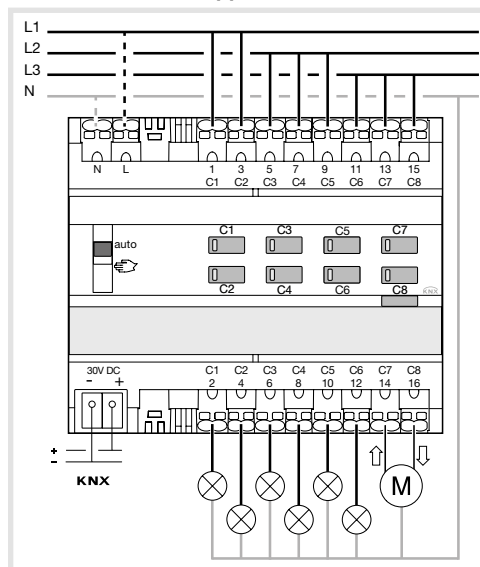 L1
L2
L3
N
N L 1 3 5 7 9 11 13 15
C1 C2 C3 C4 C5 C6 C7 C8
C1 C3 C5 C7
auto
C2 C4 C6 C8 KNX
30V DC C1 C2 C3 C4 C5 C6 C7 C8
- + 2 4 6 8 10 12 14 16
+
-
KNX
M